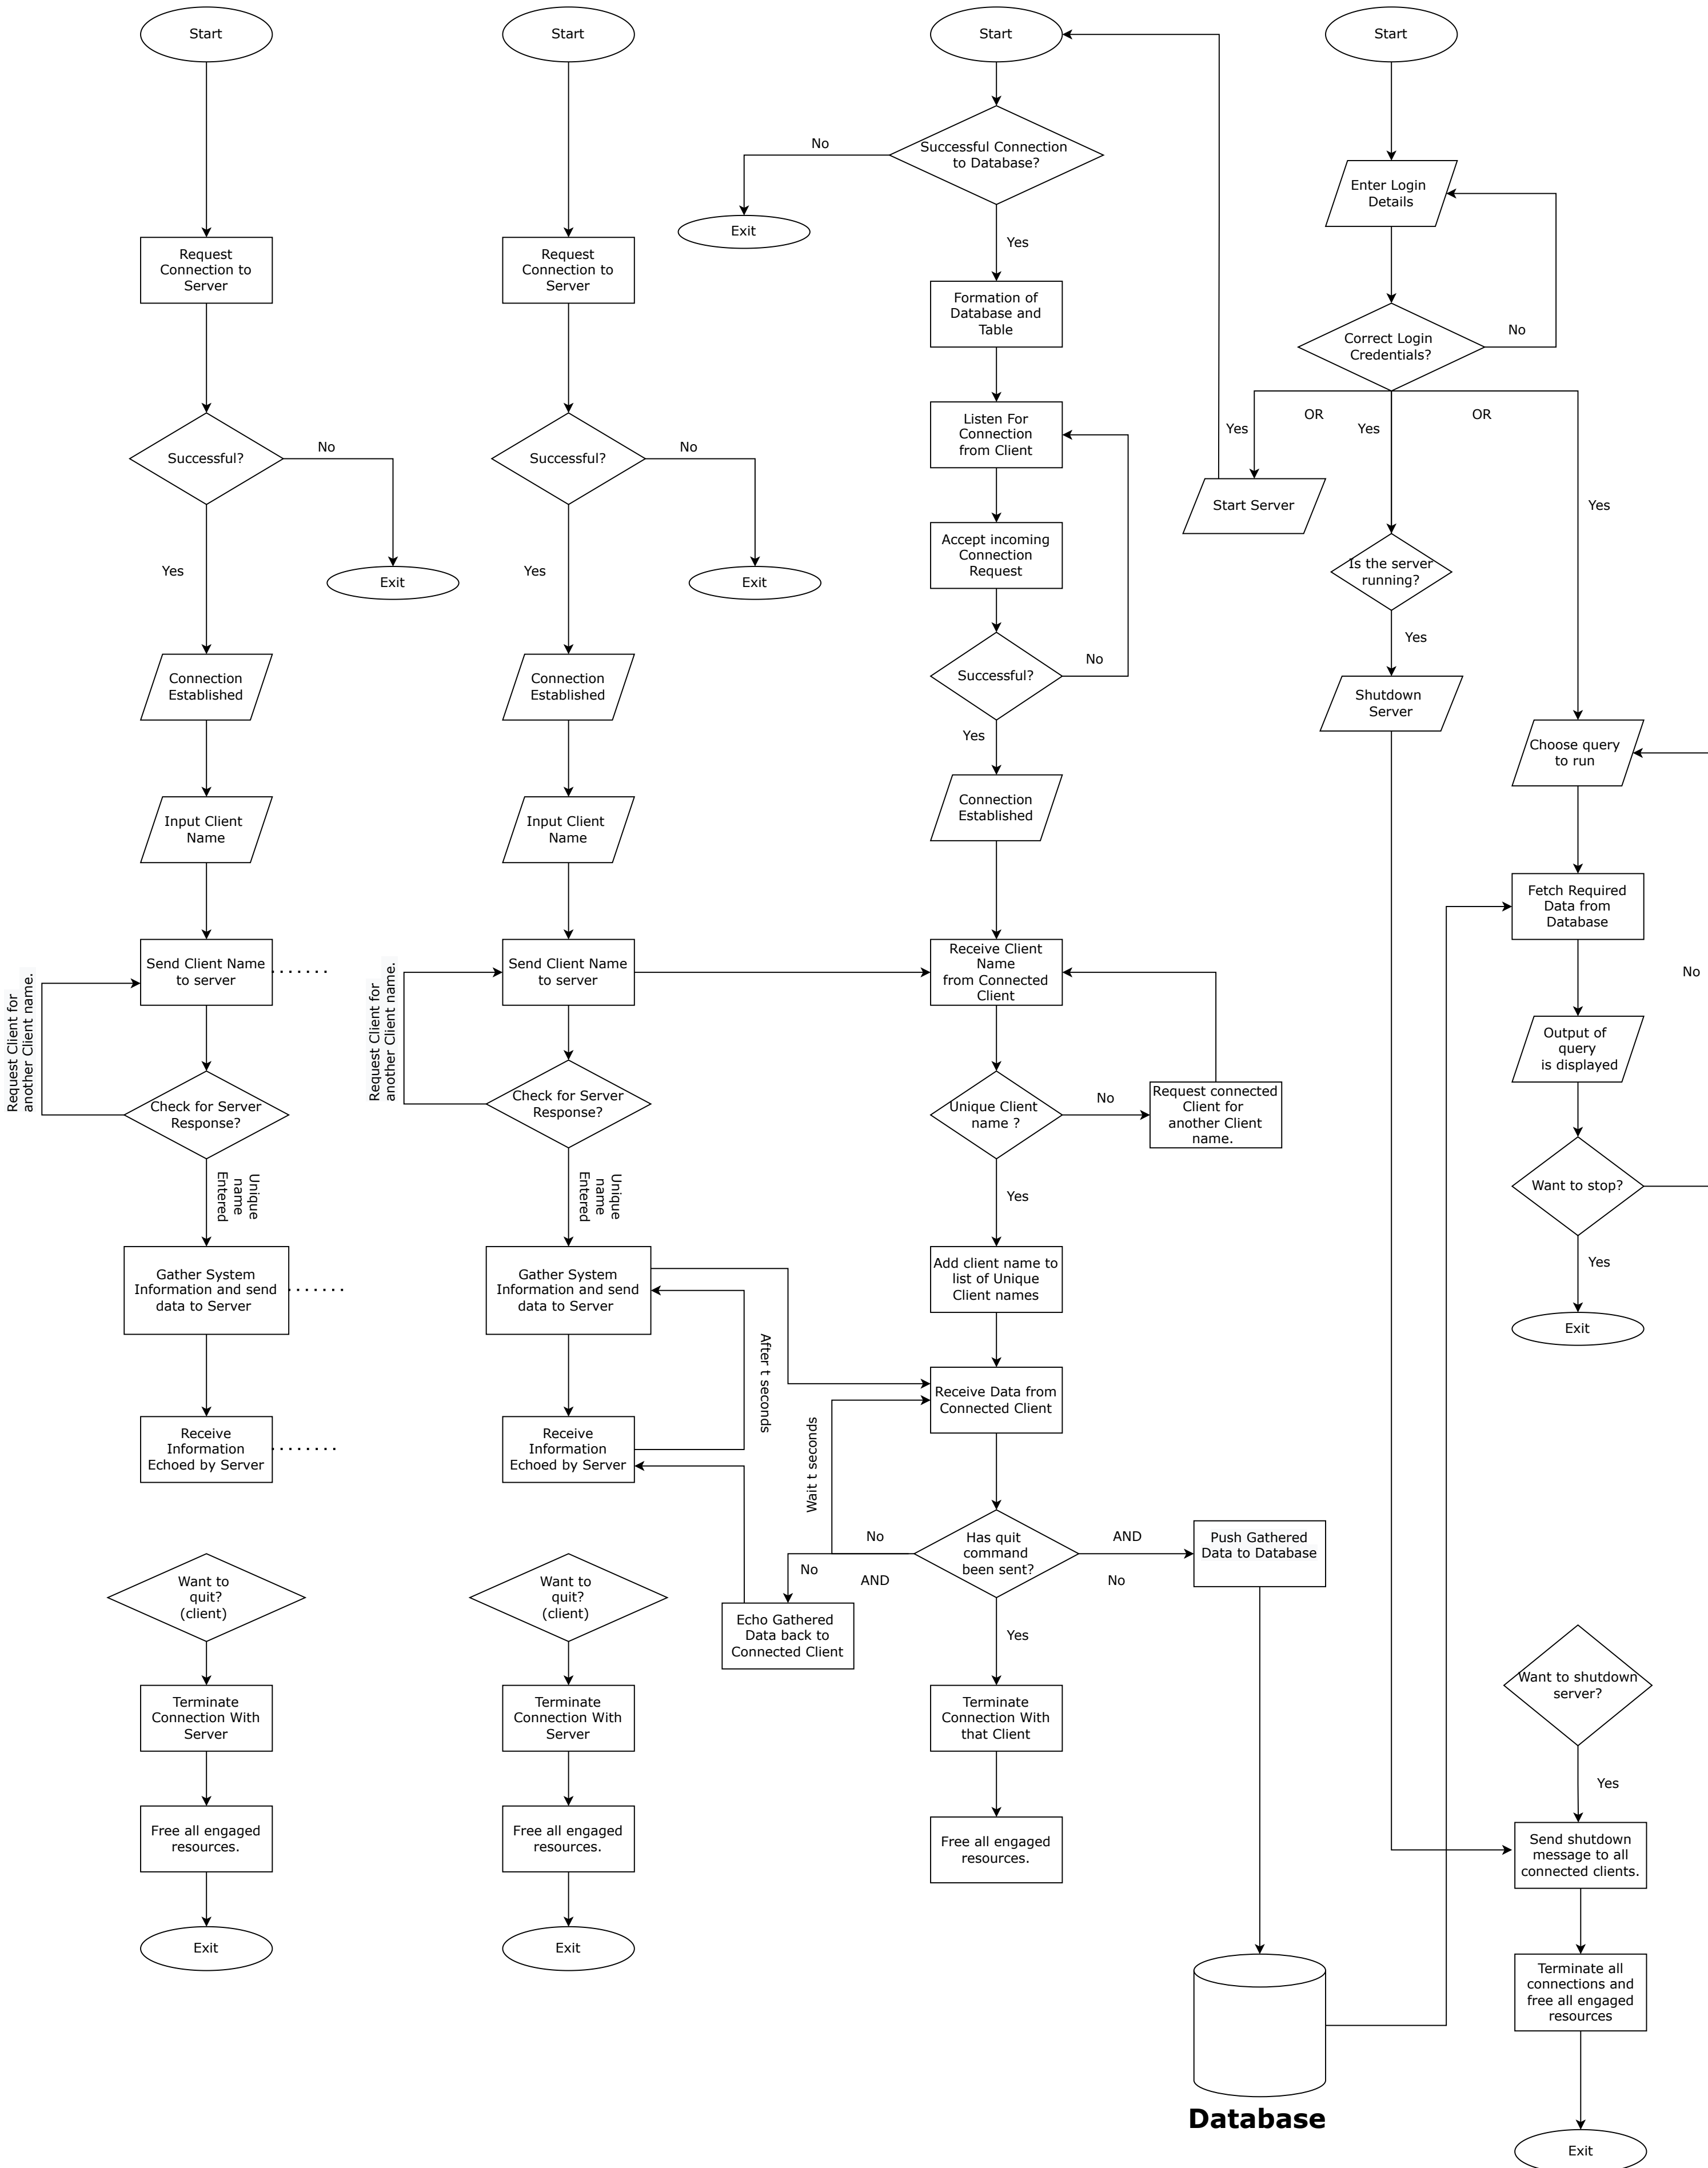 Start
Request
Connection to
Server
Successful?
No
Exit
Yes
Connection
Established
Input Client
Name
Send Client Name
to server
.......
Request Client for
another Client name.
Check for Server
Response?
Unique
name
Entered
Gather System
Information and send
data to Server
.......
Receive
Information
Echoed by Server
.......
Want to
quit?
(client)
Terminate
Connection With
Server
Free all engaged
resources.
Exit
Start
Request
Connection to
Server
Successful?
No
Exit
Yes
Connection
Established
Input Client
Name
Send Client Name
to server
Request Client for
another Client name.
Check for Server
Response?
Unique
name
Entered
Gather System
Information and send
data to Server
After t seconds
Receive
Information
Echoed by Server
Want to
quit?
(client)
Terminate
Connection With
Server
Free all engaged
resources.
Exit
Start
Successful Connection
to Database?
No
Exit
Yes
Formation of
Database and
Table
Listen For
Connection
from Client
Accept incoming
Connection
Request
Successful?
No
Yes
Connection
Established
Receive Client
Name
from Connected
Client
Unique Client
name ?
No
Request connected
Client for
another Client
name.
Yes
Add client name to
list of Unique
Client names
Receive Data from
Connected Client
Wait t seconds
Has quit
command
been sent?
No
No
AND
Echo Gathered
Data back to
Connected Client
AND
No
Push Gathered
Data to Database
Yes
Terminate
Connection With
that Client
Free all engaged
resources.
Database
Start
Enter Login
Details
Correct Login
Credentials?
No
OR
OR
Yes
Yes
Yes
Start Server
Is the server
running?
Yes
Shutdown
Server
Choose query
to run
Fetch Required
Data from
Database
No
Output of
query
is displayed
Want to stop?
Yes
Exit
Want to shutdown
server?
Yes
Send shutdown
message to all
connected clients.
Terminate all
connections and
free all engaged
resources
Exit